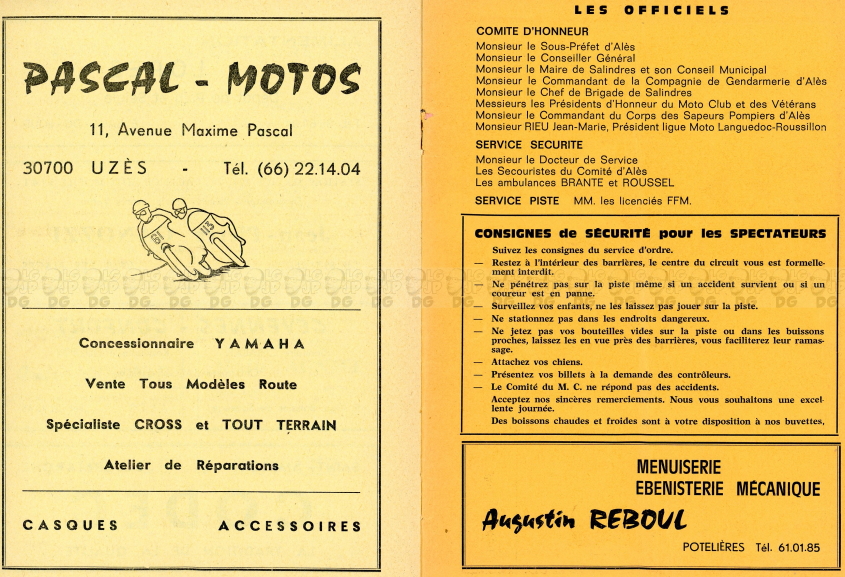 PASCAL - MOTOS
11, Avenue Maxime Pascal
30700 UZÈS - Tél. (66) 22.14.04
113
Concessionnaire YAMAHA
Vente Tous Modèles Route
Spécialiste CROSS et TOUT TERRAIN
Atelier de Réparations
CASQUES ACCESSOIRES
LES OFFICIELS
COMITE D'HONNEUR
Monsieur le Sous-Préfet d'Alès
Monsieur le Conseiller Général
Monsieur le Maire de Salindres et son Conseil Municipal
Monsieur le Commandant de la Compagnie de Gendarmerie d'Alès
Monsieur le Chef de Brigade de Salindres
Messieurs les Présidents d'Honneur du Moto Club et des Vétérans
Monsieur le Commandant du Corps des Sapeurs Pompiers d'Alès
Monsieur RIEU Jean-Marie, Président ligue Moto Languedoc-Roussillon
SERVICE SECURITE
Monsieur le Docteur de Service
Les Secouristes du Comité d'Alès
Les ambulances BRANTE et ROUSSEL
SERVICE PISTE MM. les licenciés FFM.
CONSIGNES de SÉCURITÉ pour les SPECTATEURS
Suivez les consignes du service d'ordre.
— Restez à l'intérieur des barrières, le centre du circuit vous est formelle-
ment interdit.
— Ne pénétrez pas sur la piste même si un accident survient ou si un
coureur est en panne.
— Surveillez vos enfants, ne les laissez pas jouer sur la piste.
— Ne stationnez pas dans les endroits dangereux.
— Ne jetez pas vos bouteilles vides sur la piste ou dans les buissons
proches, laissez les en vue près des barrières, vous faciliterez leur ramas-
sage.
— Attachez vos chiens.
— Présentez vos billets à la demande des contrôleurs.
— Le Comité du M. C. ne répond pas des accidents.
Acceptez nos sincères remerciements. Nous vous souhaitons une excel-
lente journée.
Des boissons chaudes et froides sont à votre disposition à nos buvettes.
MENUISERIE
EBENISTERIE MÉCANIQUE
Augustin REBOUL
POTELIÈRES Tél. 61.01.85